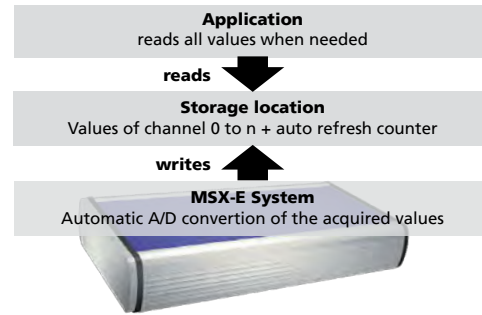 Application
reads all values when needed
reads
Storage location
Values of channel 0 to n + auto refresh counter
writes
MSX-E System
Automatic A/D convertion of the acquired values